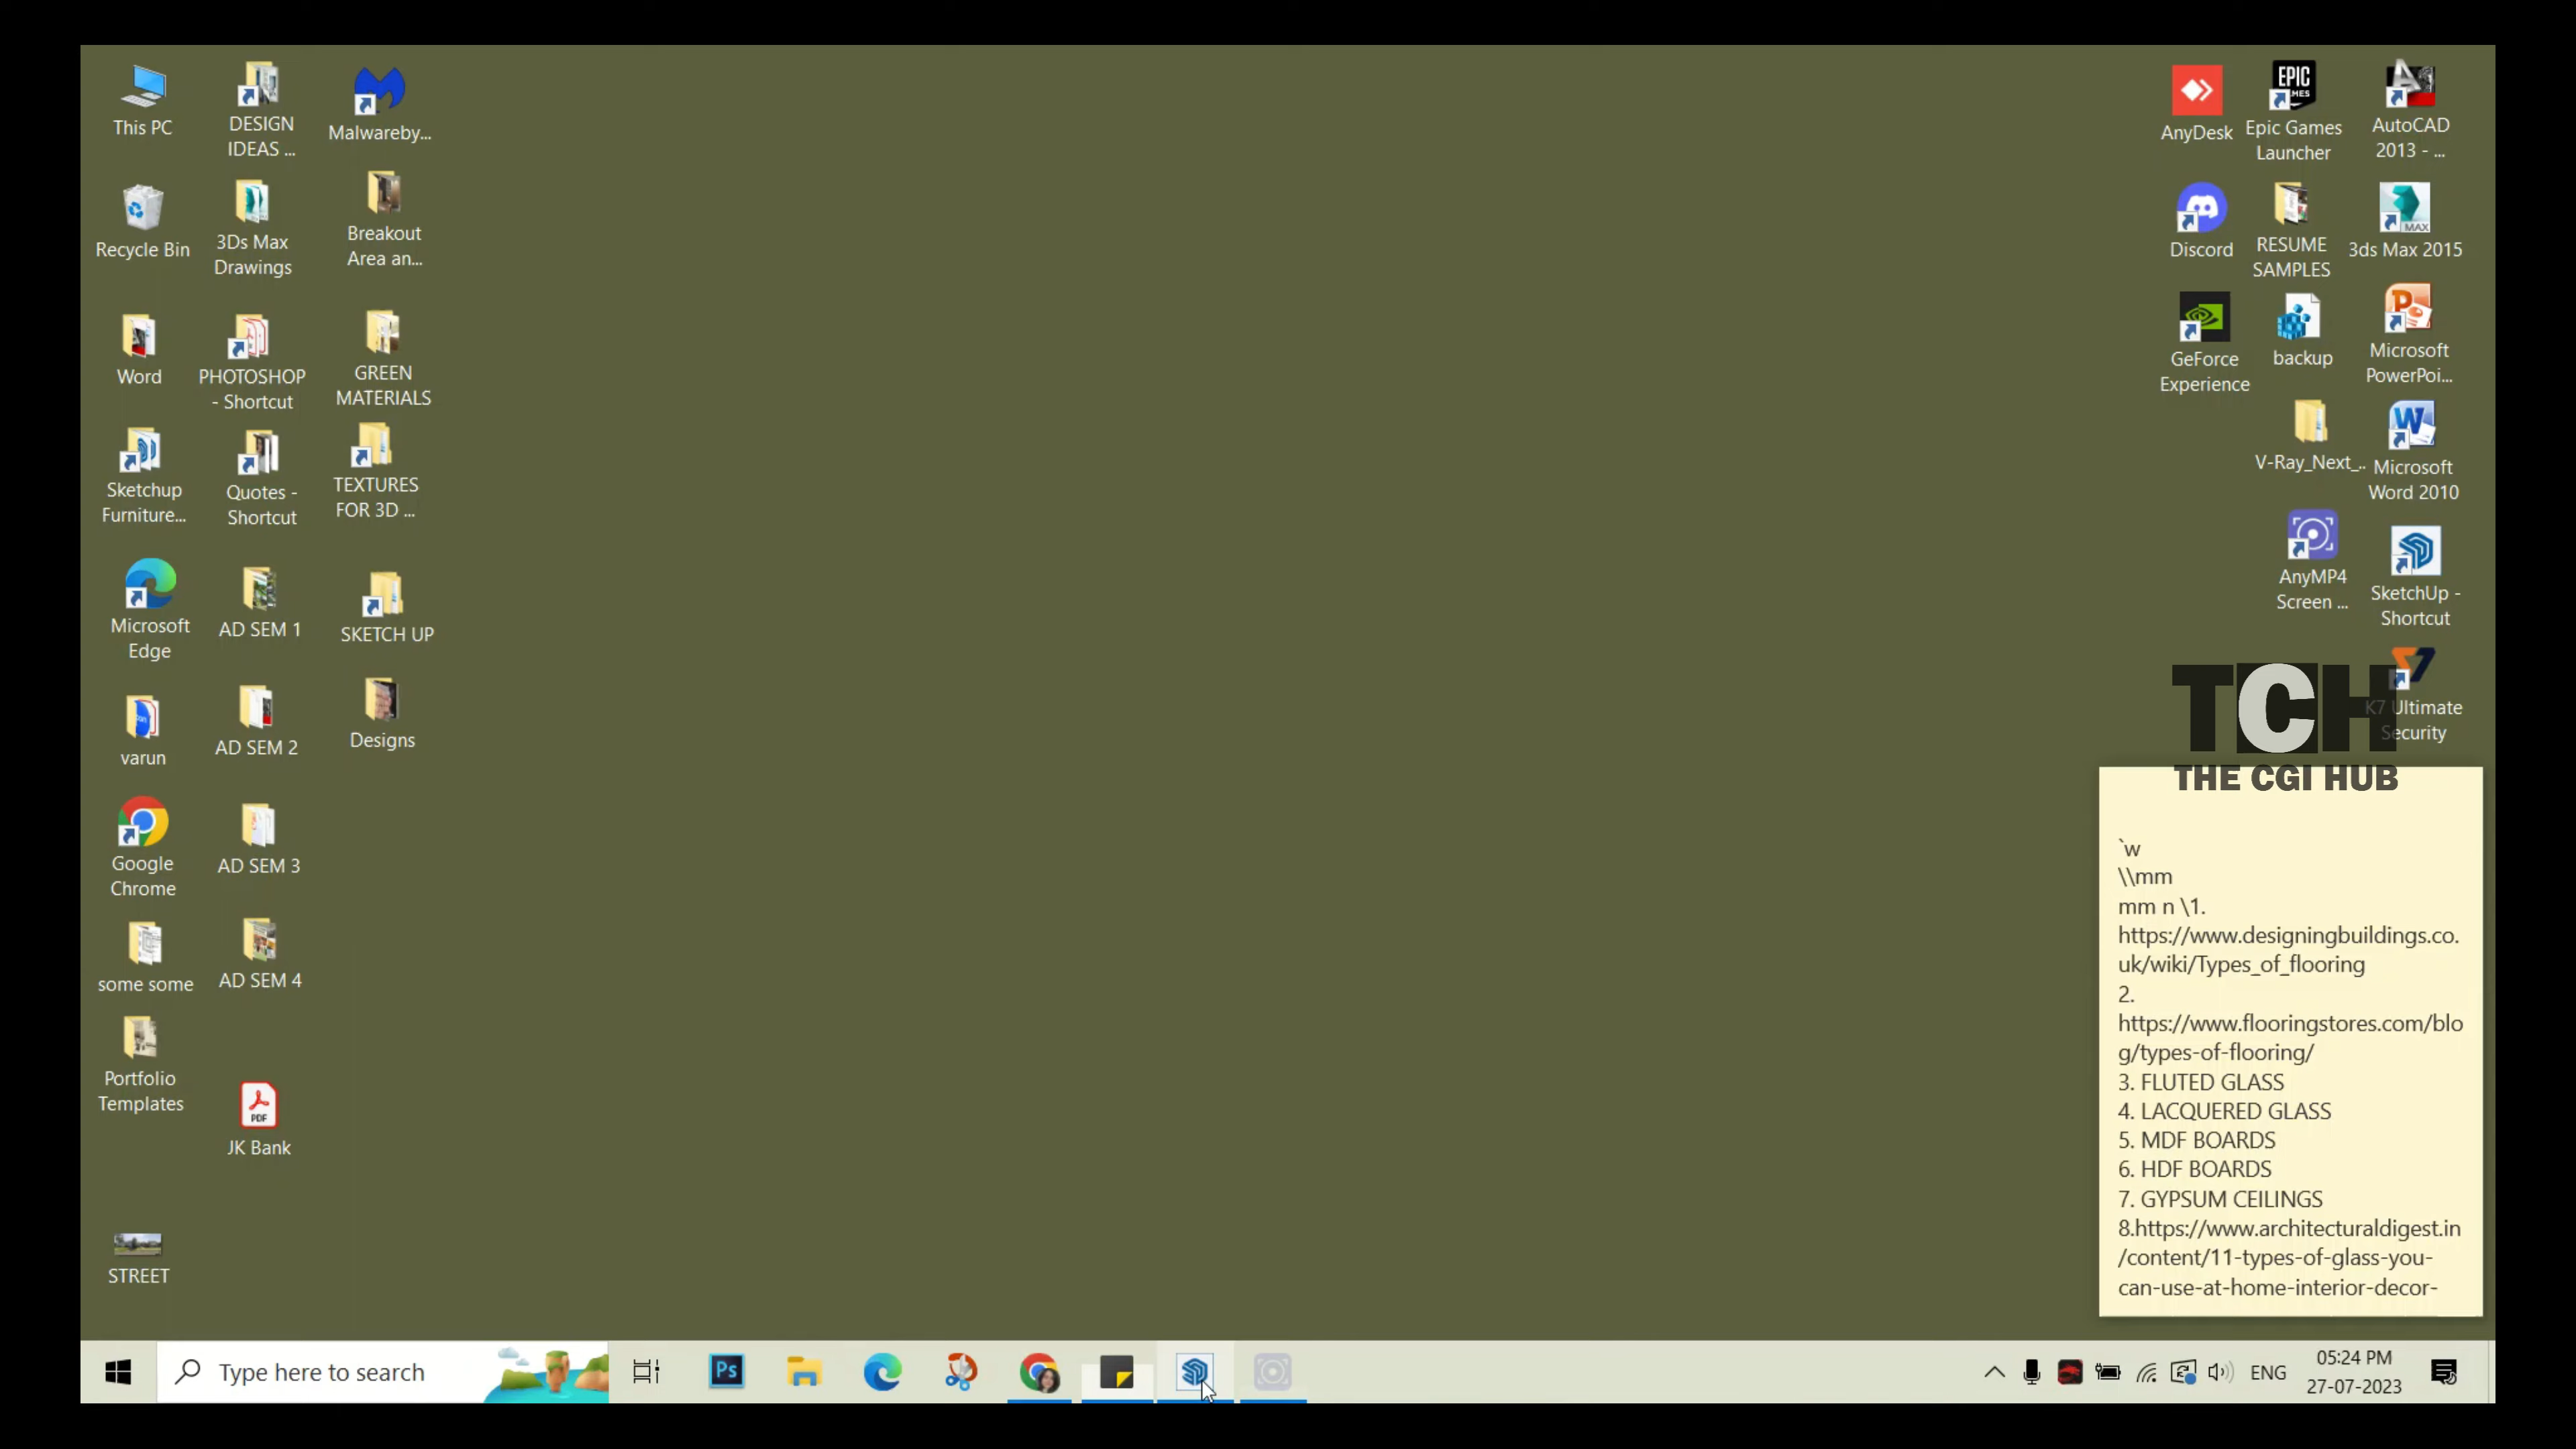 This PC
DESIGN
IDEAS ...
Malwareby...
Recycle Bin
3Ds Max
Drawings
Breakout
Area an...
Word
PHOTOSHOP
- Shortcut
GREEN
MATERIALS
Sketchup
Furniture...
Quotes -
Shortcut
TEXTURES
FOR 3D ...
Microsoft
Edge
AD SEM 1
SKETCH UP
varun
AD SEM 2
Designs
Google
Chrome
AD SEM 3
some some
AD SEM 4
Portfolio
Templates
PDF
JK Bank
STREET
AnyDesk
EPIC
GAMES
Epic Games
Launcher
AutoCAD
2013 - ...
Discord
RESUME
SAMPLES
MAX
3ds Max 2015
GeForce
Experience
backup
Microsoft
PowerPoi...
V-Ray_Next_...
Microsoft
Word 2010
AnyMP4
Screen ...
SketchUp -
Shortcut
K7 Ultimate
Security
TCH
THE CGI HUB
`w
\\mm
mm n \1.
https://www.designingbuildings.co.
uk/wiki/Types_of_flooring
2.
https://www.flooringstores.com/blo
g/types-of-flooring/
3. FLUTED GLASS
4. LACQUERED GLASS
5. MDF BOARDS
6. HDF BOARDS
7. GYPSUM CEILINGS
8.https://www.architecturaldigest.in
/content/11-types-of-glass-you-
can-use-at-home-interior-decor-
Type here to search
Ps
ENG
05:24 PM
27-07-2023